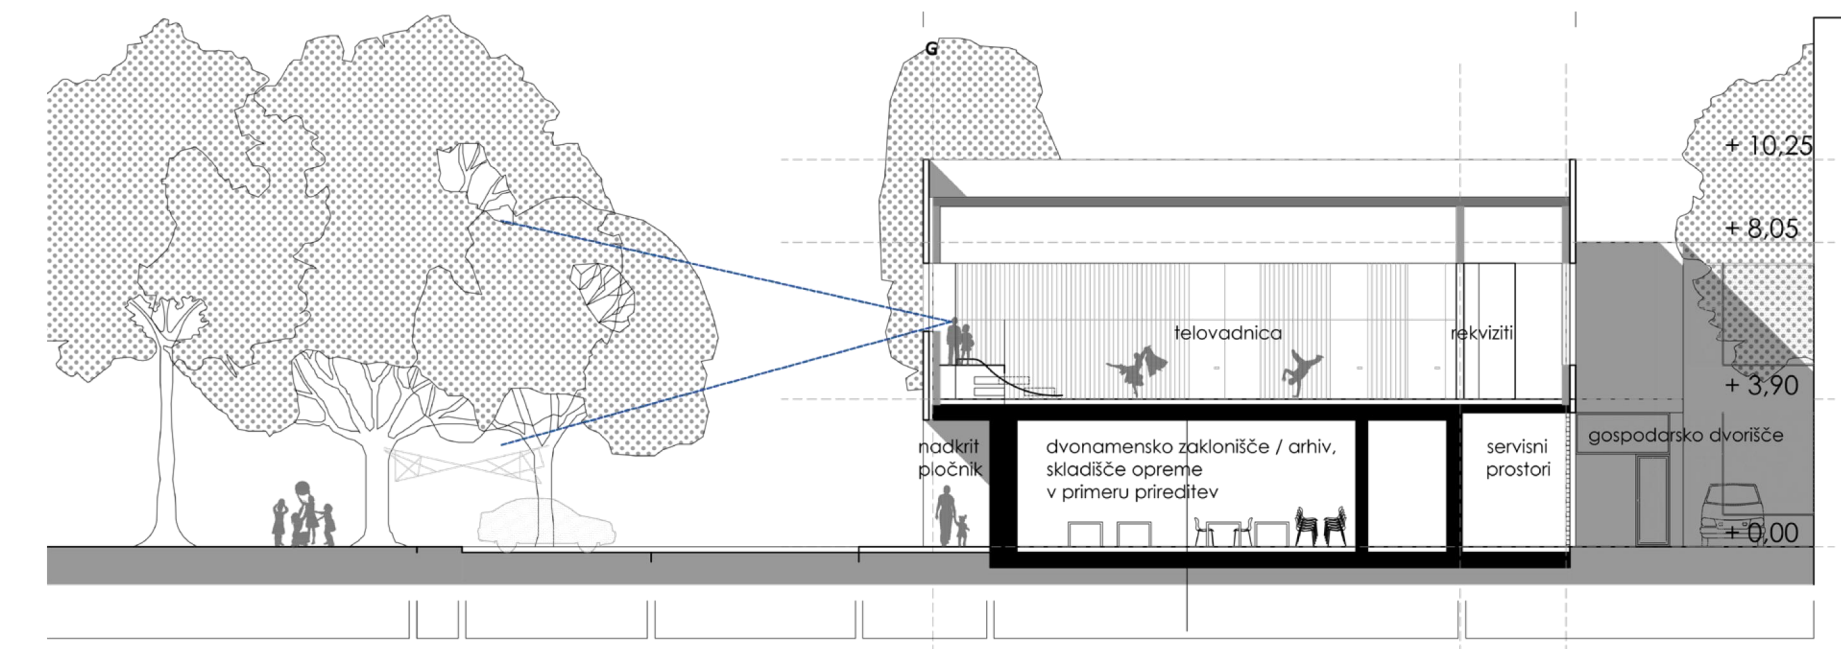 G
+ 10,25
+ 8,05
telovadnica
rekviziti
+ 3,90
nadkrit
pločnik
dvonamensko zaklonišče / arhiv,
skladišče opreme
v primeru prireditev
servisni
prostori
gospodarsko dvorišče
+ 0,00